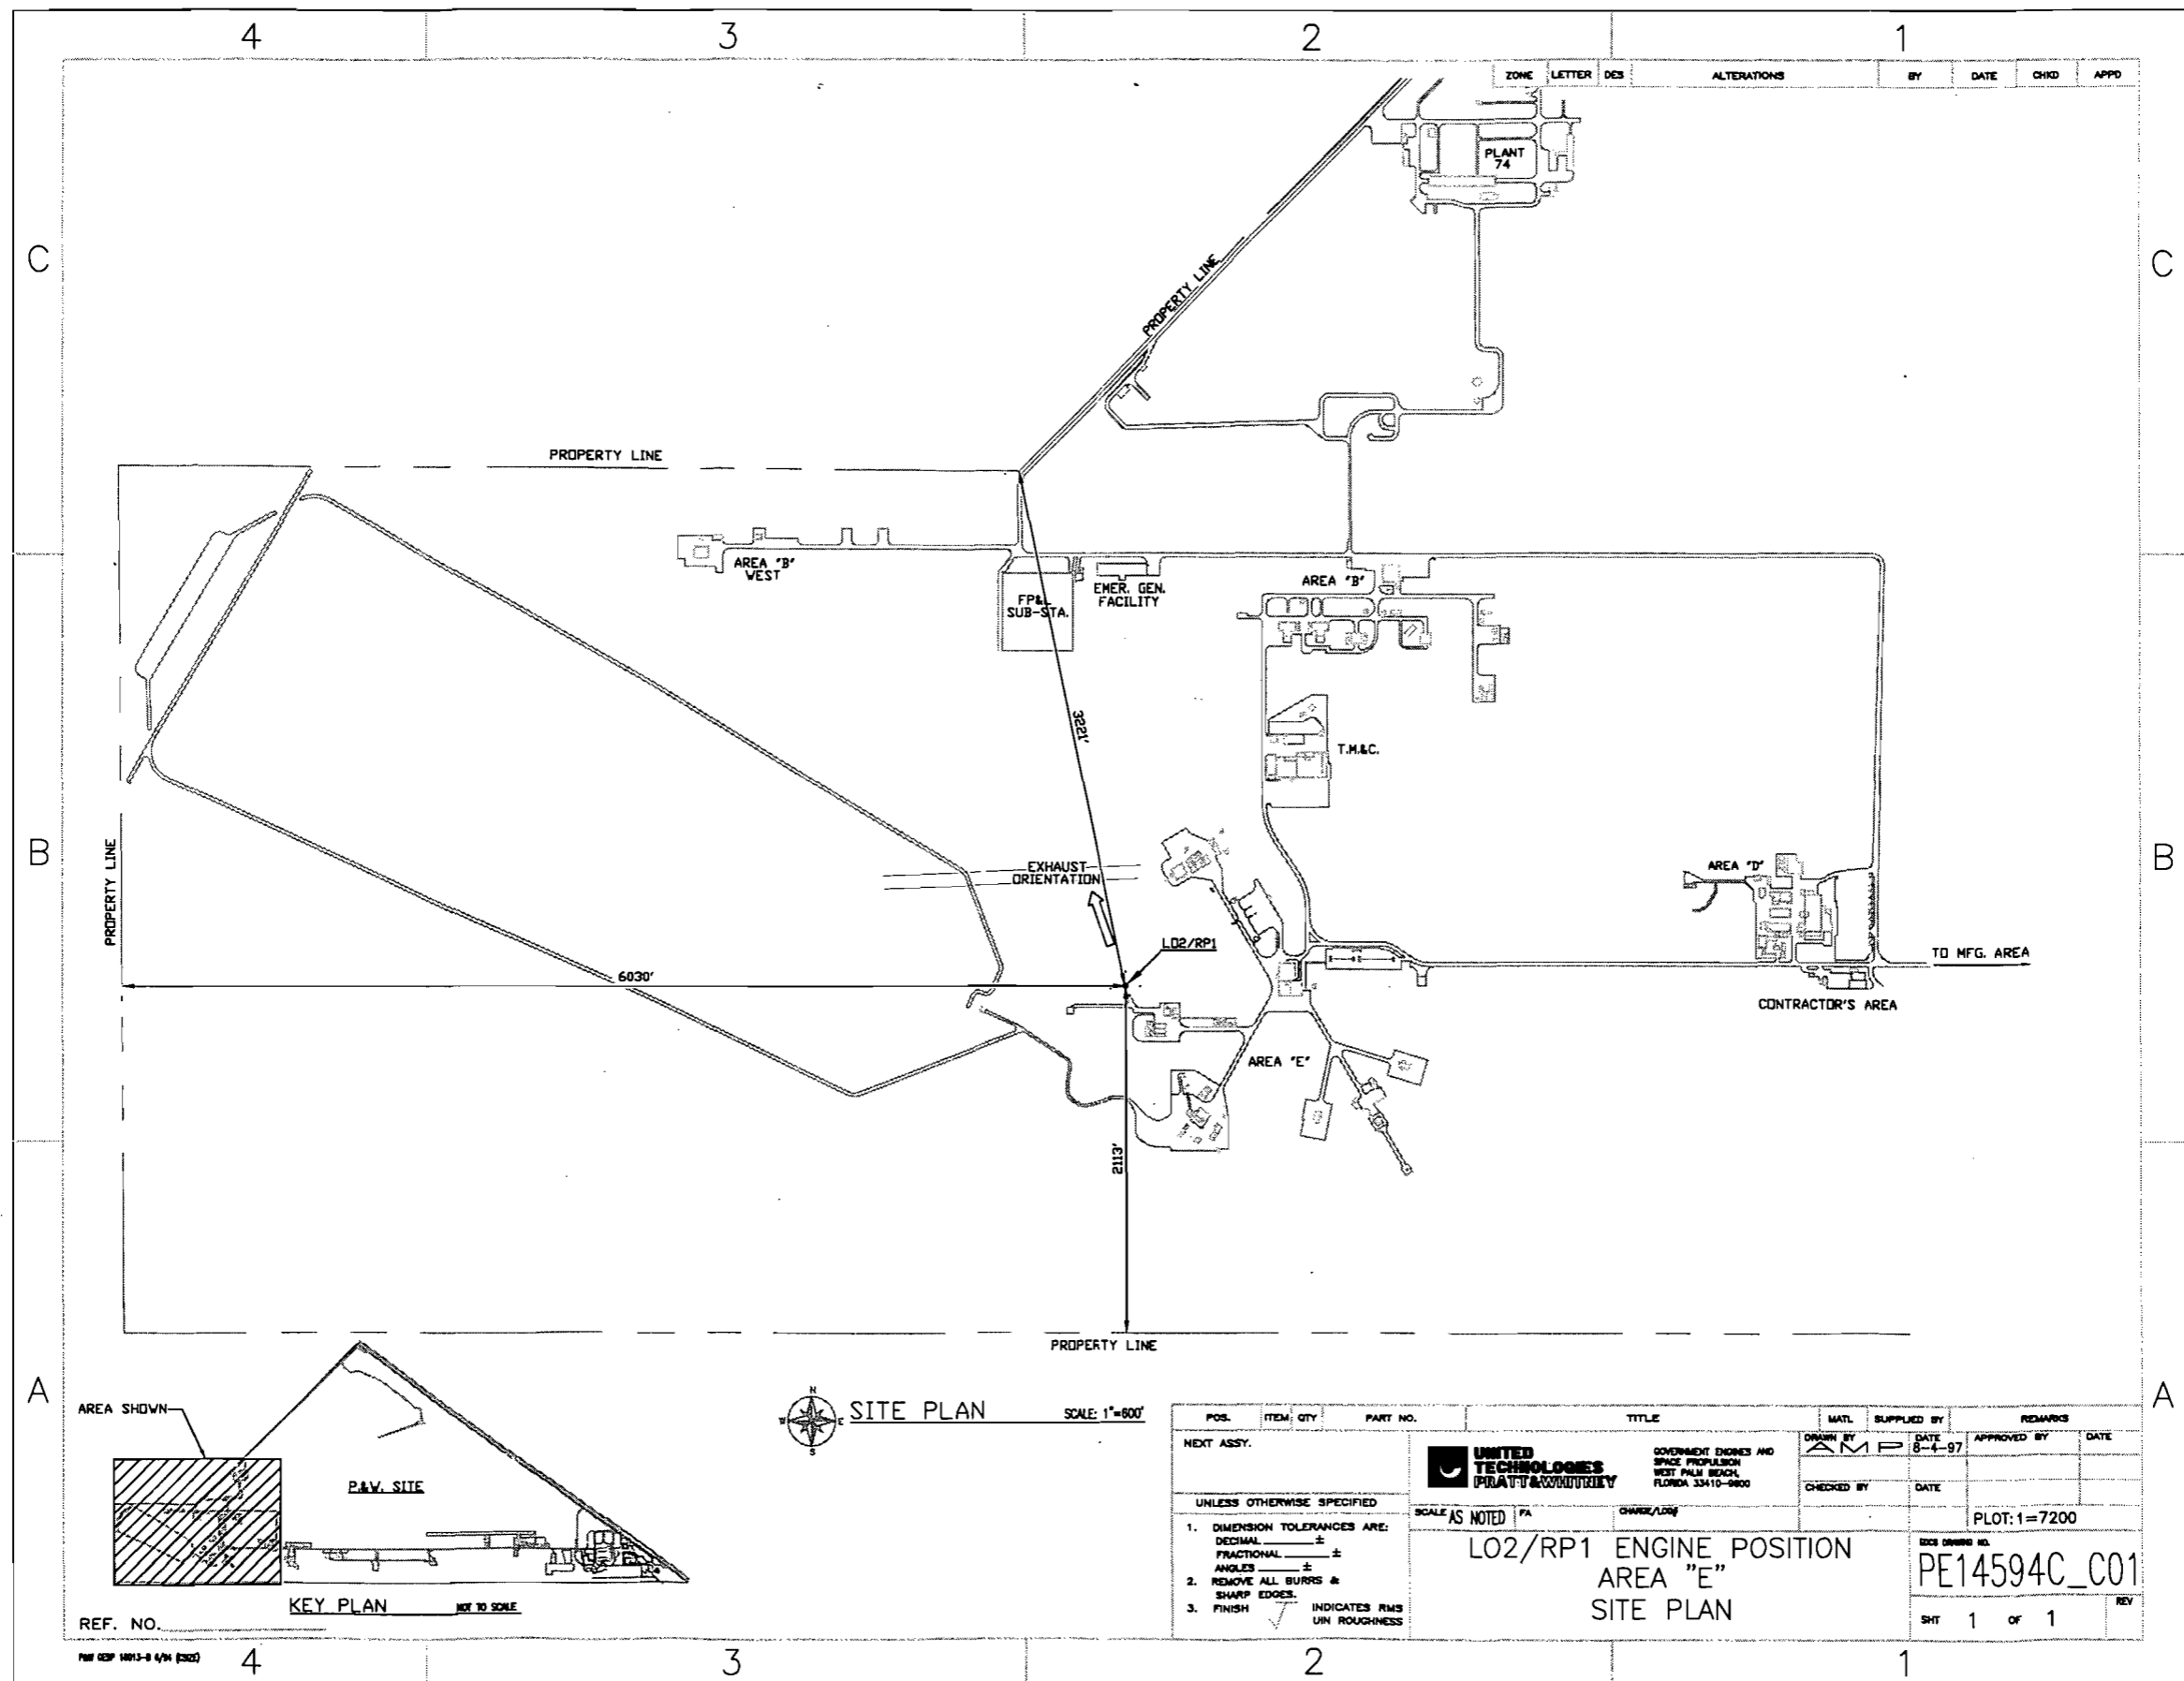 4 3 2 1
ZONE LETTER DES ALTERATIONS BY DATE CHKD APPD
PLANT
74
C C
PROPERTY LINE
PROPERTY LINE
AREA "B"
WEST
FP&L
SUB-STA.
EMER. GEN.
FACILITY
AREA "B"
3221'
T.M.&C.
B B
PROPERTY LINE
EXHAUST
ORIENTATION
AREA "D"
LO2/RP1
TO MFG. AREA
6030'
CONTRACTOR'S AREA
AREA "E"
2113'
PROPERTY LINE
A A
AREA SHOWN
N
W E
S
SITE PLAN SCALE: 1"=600'
P.&W. SITE
KEY PLAN NOT TO SCALE
REF. NO.
POS. ITEM QTY PART NO. TITLE MATL SUPPLIED BY REMARKS
NEXT ASSY.
UNITED
TECHNOLOGIES
PRATT&WHITNEY
GOVERNMENT ENGINES AND
SPACE PROPULSION
WEST PALM BEACH,
FLORIDA 33410-9600
DRAWN BY AMP DATE 8-4-97 APPROVED BY DATE
CHECKED BY DATE
UNLESS OTHERWISE SPECIFIED
1. DIMENSION TOLERANCES ARE:
DECIMAL ±
FRACTIONAL ±
ANGLES ±
2. REMOVE ALL BURRS &
SHARP EDGES.
3. FINISH INDICATES RMS
UIN ROUGHNESS
SCALE AS NOTED FA
PLOT: 1=7200
LO2/RP1 ENGINE POSITION
AREA "E"
SITE PLAN
DRAWING NO.
PE14594C_C01
SHT 1 OF 1 REV
4 3 2 1